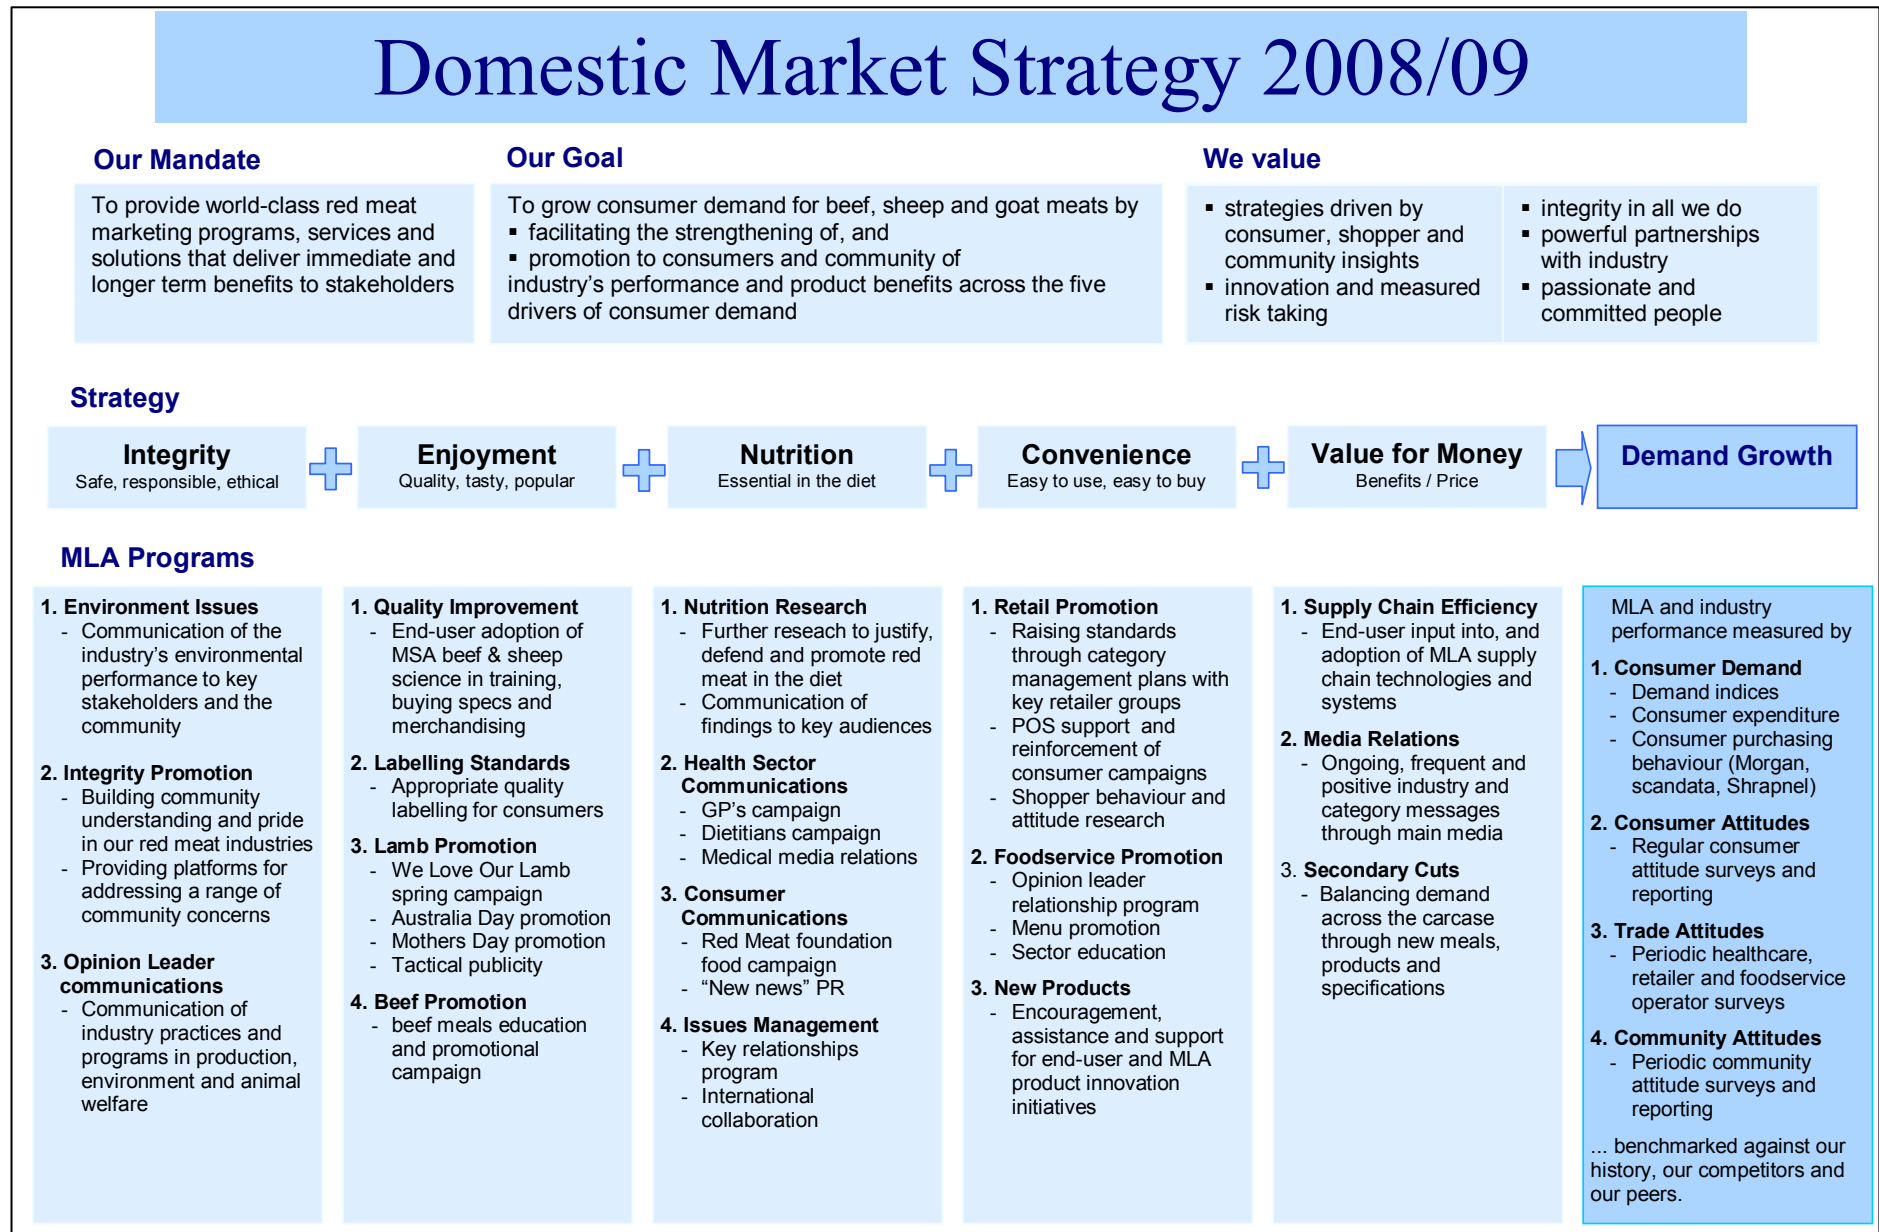 Domestic Market Strategy 2008/09
Our Mandate
To provide world-class red meat
marketing programs, services and
solutions that deliver immediate and
longer term benefits to stakeholders
Our Goal
To grow consumer demand for beef, sheep and goat meats by
▪ facilitating the strengthening of, and
▪ promotion to consumers and community of
industry’s performance and product benefits across the five
drivers of consumer demand
We value
▪ strategies driven by
consumer, shopper and
community insights
▪ innovation and measured
risk taking
▪ integrity in all we do
▪ powerful partnerships
with industry
▪ passionate and
committed people
Strategy
Integrity
Safe, responsible, ethical
Enjoyment
Quality, tasty, popular
Nutrition
Essential in the diet
Convenience
Easy to use, easy to buy
Value for Money
Benefits / Price
Demand Growth
MLA Programs
1. Environment Issues
- Communication of the
industry’s environmental
performance to key
stakeholders and the
community
2. Integrity Promotion
- Building community
understanding and pride
in our red meat industries
- Providing platforms for
addressing a range of
community concerns
3. Opinion Leader
communications
- Communication of
industry practices and
programs in production,
environment and animal
welfare
1. Quality Improvement
- End-user adoption of
MSA beef & sheep
science in training,
buying specs and
merchandising
2. Labelling Standards
- Appropriate quality
labelling for consumers
3. Lamb Promotion
- We Love Our Lamb
spring campaign
- Australia Day promotion
- Mothers Day promotion
- Tactical publicity
4. Beef Promotion
- beef meals education
and promotional
campaign
1. Nutrition Research
- Further reseach to justify,
defend and promote red
meat in the diet
- Communication of
findings to key audiences
2. Health Sector
Communications
- GP’s campaign
- Dietitians campaign
- Medical media relations
3. Consumer
Communications
- Red Meat foundation
food campaign
- “New news” PR
4. Issues Management
- Key relationships
program
- International
collaboration
1. Retail Promotion
- Raising standards
through category
management plans with
key retailer groups
- POS support and
reinforcement of
consumer campaigns
- Shopper behaviour and
attitude research
2. Foodservice Promotion
- Opinion leader
relationship program
- Menu promotion
- Sector education
3. New Products
- Encouragement,
assistance and support
for end-user and MLA
product innovation
initiatives
1. Supply Chain Efficiency
- End-user input into, and
adoption of MLA supply
chain technologies and
systems
2. Media Relations
- Ongoing, frequent and
positive industry and
category messages
through main media
3. Secondary Cuts
- Balancing demand
across the carcase
through new meals,
products and
specifications
MLA and industry
performance measured by
1. Consumer Demand
- Demand indices
- Consumer expenditure
- Consumer purchasing
behaviour (Morgan,
scandata, Shrapnel)
2. Consumer Attitudes
- Regular consumer
attitude surveys and
reporting
3. Trade Attitudes
- Periodic healthcare,
retailer and foodservice
operator surveys
4. Community Attitudes
- Periodic community
attitude surveys and
reporting
... benchmarked against our
history, our competitors and
our peers.